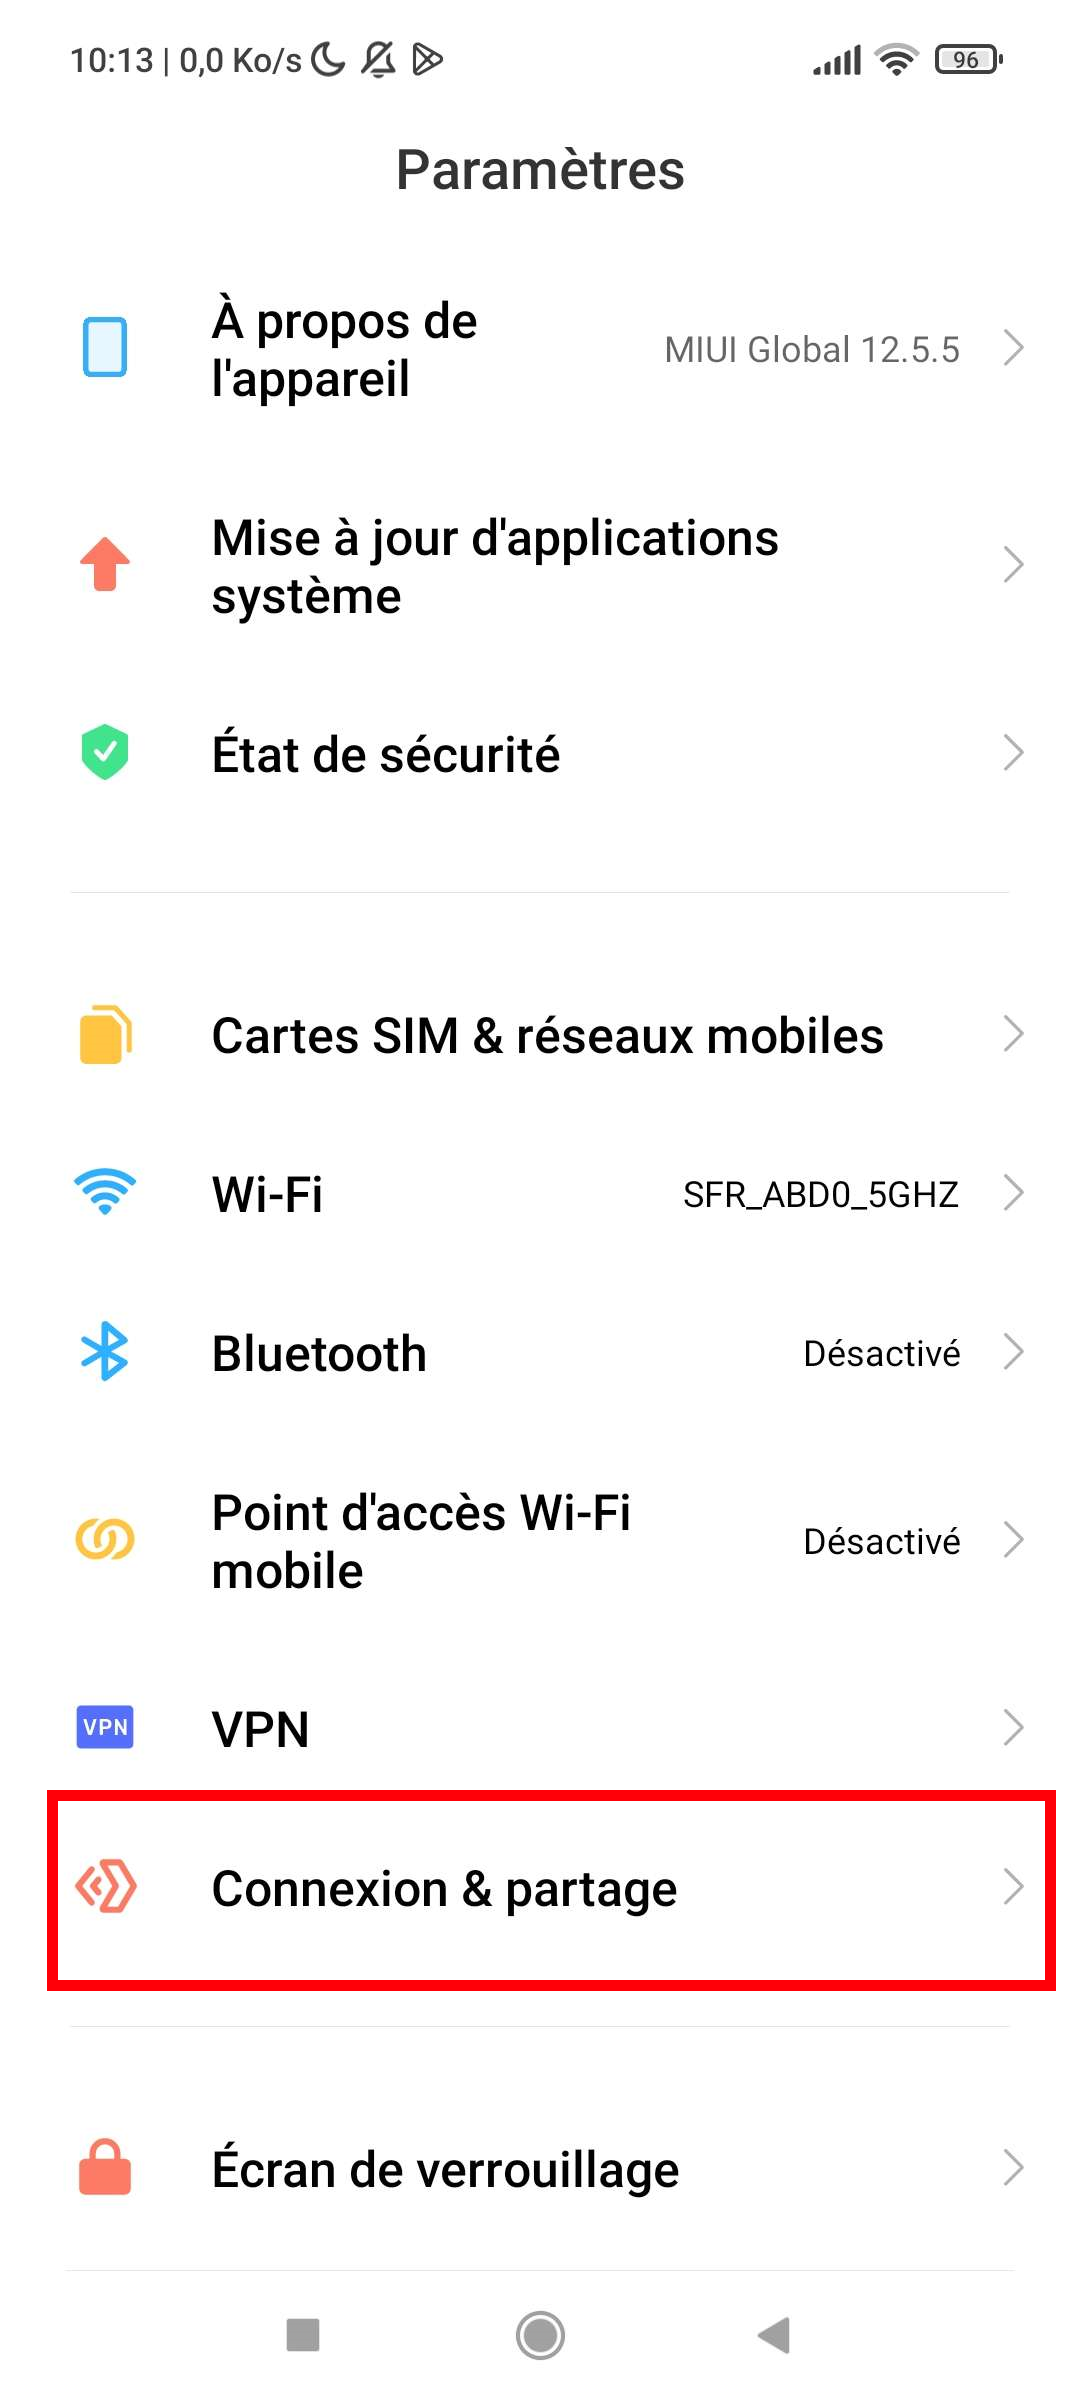 10:13 | 0,0 Ko/s
96
Paramètres
À propos de
l'appareil
MIUI Global 12.5.5
Mise à jour d'applications
système
État de sécurité
Cartes SIM & réseaux mobiles
Wi-Fi
SFR_ABD0_5GHZ
Bluetooth
Désactivé
Point d'accès Wi-Fi
mobile
Désactivé
VPN
VPN
Connexion & partage
Écran de verrouillage